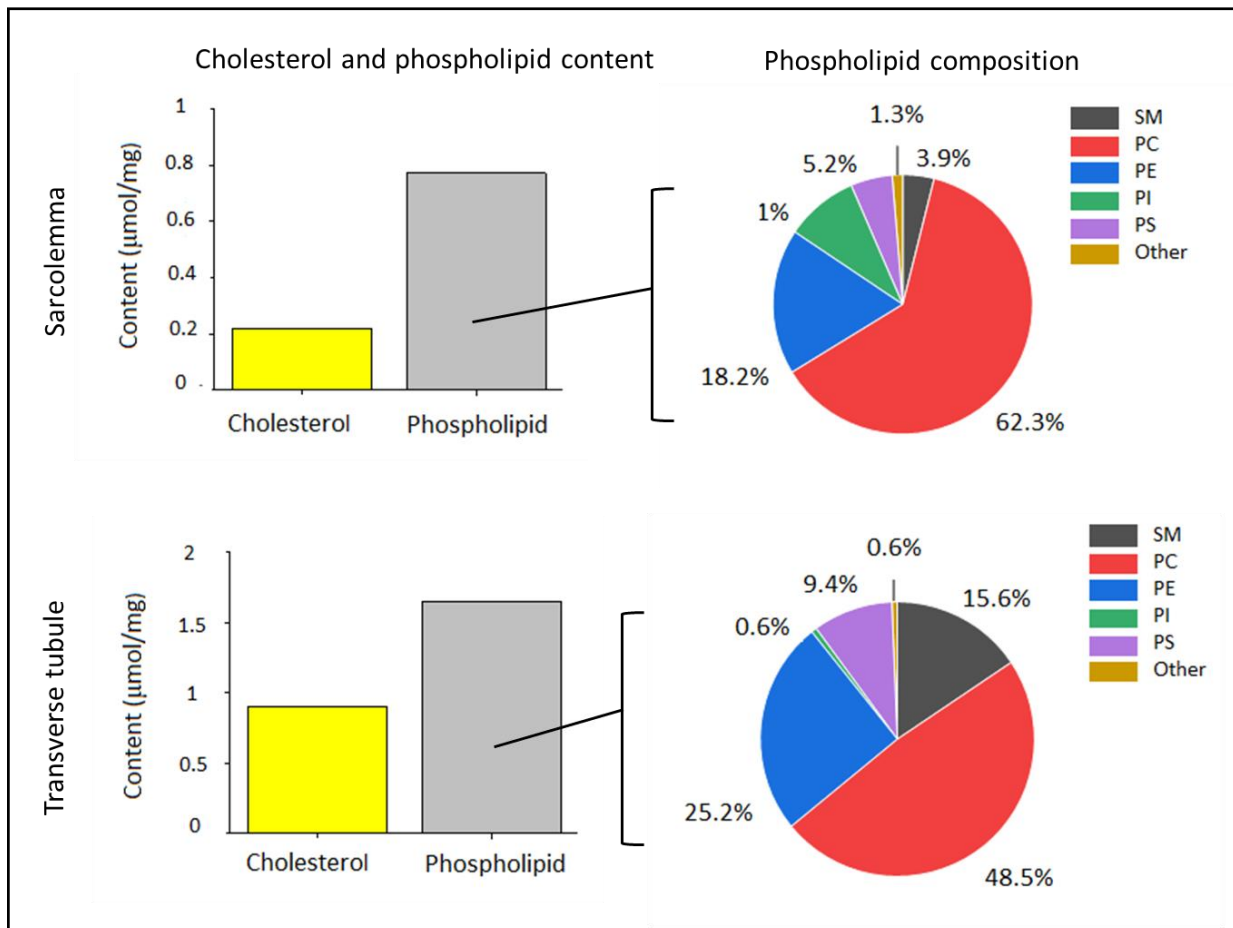 Cholesterol and phospholipid content
Phospholipid composition
Sarcolemma
Content (µmol/mg)
1
0.8
0.6
0.4
0.2
0
Cholesterol
Phospholipid
1.3%
3.9%
5.2%
1%
18.2%
62.3%
SM
PC
PE
PI
PS
Other
Transverse tubule
Content (µmol/mg)
2
1.5
1
0.5
0
Cholesterol
Phospholipid
0.6%
15.6%
9.4%
0.6%
25.2%
48.5%
SM
PC
PE
PI
PS
Other